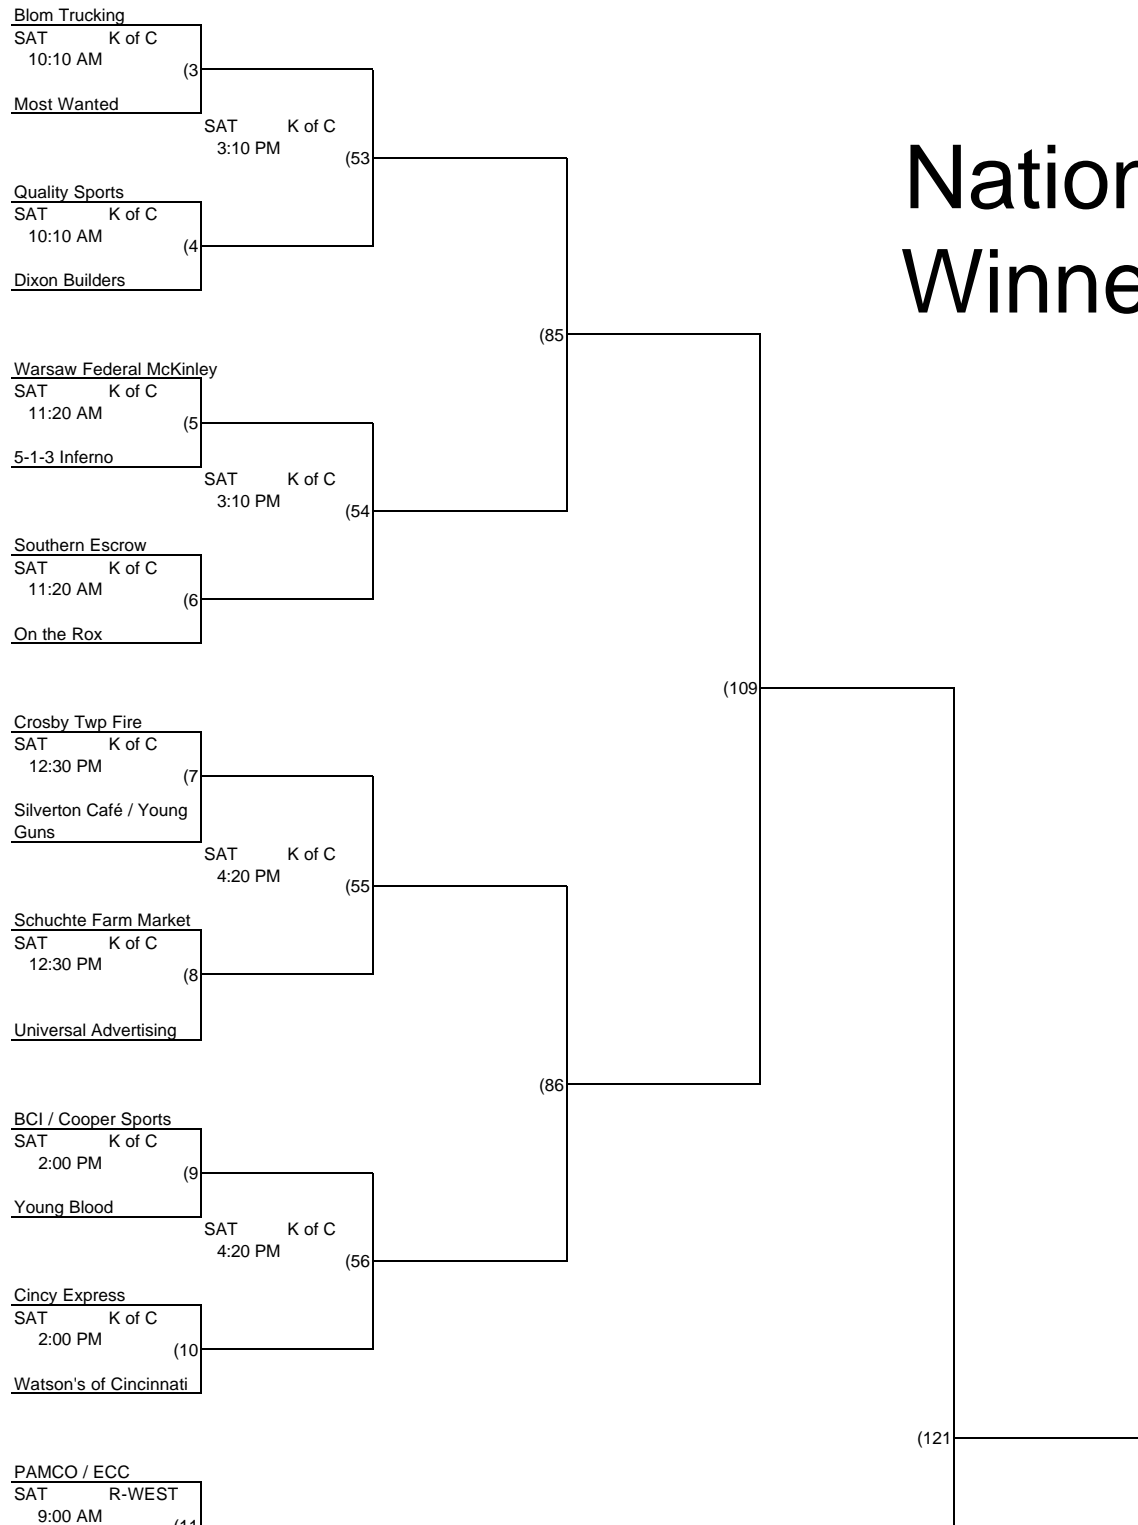 Blom Trucking
SAT K of C
10:10 AM
(3
Most Wanted
SAT K of C
3:10 PM
(53
Quality Sports
SAT K of C
10:10 AM
(4
Dixon Builders
(85
Warsaw Federal McKinley
SAT K of C
11:20 AM
(5
5-1-3 Inferno
SAT K of C
3:10 PM
(54
Southern Escrow
SAT K of C
11:20 AM
(6
On the Rox
(109
Crosby Twp Fire
SAT K of C
12:30 PM
(7
Silverton Café / Young
Guns
SAT K of C
4:20 PM
(55
Schuchte Farm Market
SAT K of C
12:30 PM
(8
Universal Advertising
(86
BCI / Cooper Sports
SAT K of C
2:00 PM
(9
Young Blood
SAT K of C
4:20 PM
(56
Cincy Express
SAT K of C
2:00 PM
(10
Watson's of Cincinnati
(121
PAMCO / ECC
SAT R-WEST
9:00 AM
(11